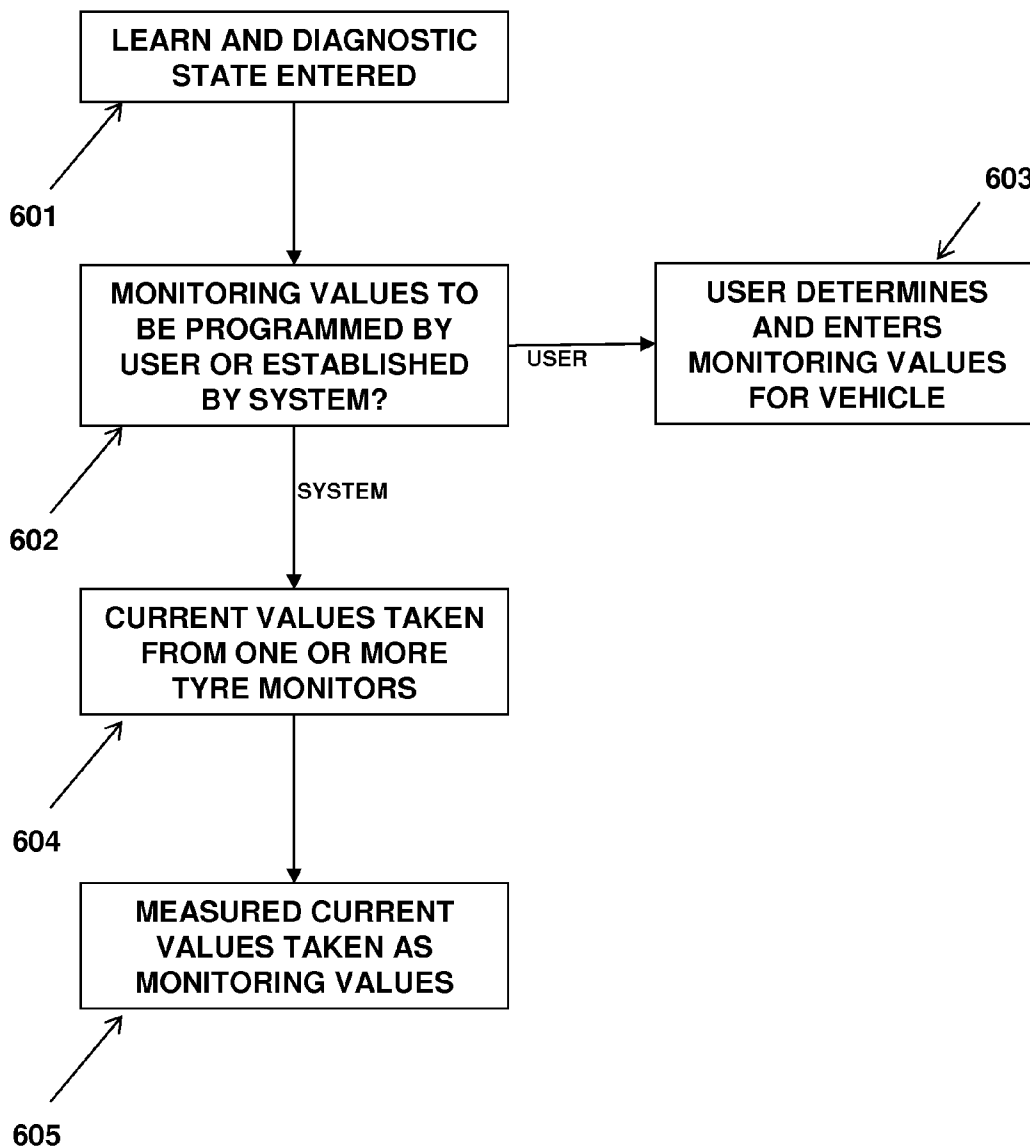 LEARN AND DIAGNOSTIC
STATE ENTERED
601
603
MONITORING VALUES TO
BE PROGRAMMED BY
USER OR ESTABLISHED
BY SYSTEM?
USER
USER DETERMINES
AND ENTERS
MONITORING VALUES
FOR VEHICLE
602
SYSTEM
CURRENT VALUES TAKEN
FROM ONE OR MORE
TYRE MONITORS
604
MEASURED CURRENT
VALUES TAKEN AS
MONITORING VALUES
605